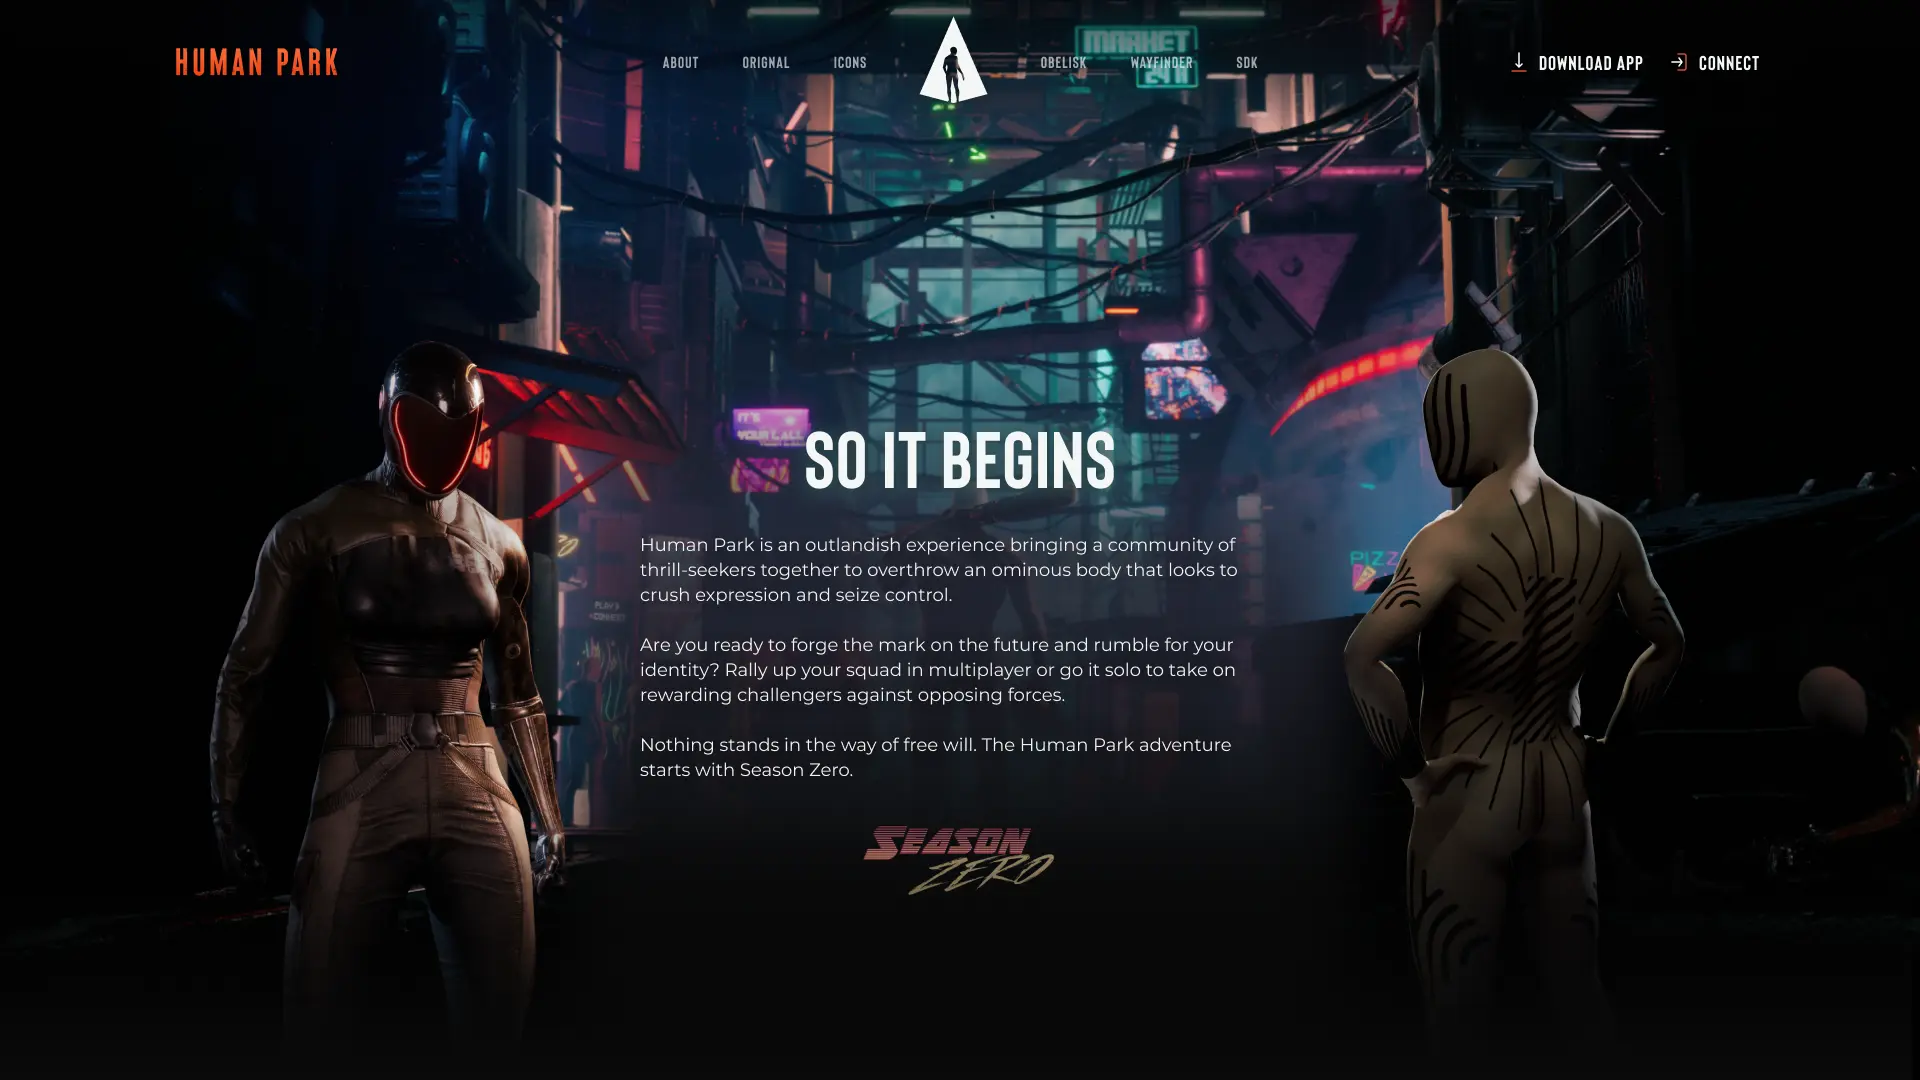 HUMAN PARK
ABOUT
ORIGNAL
ICONS
OBELISK
WAYFINDER
SDK
DOWNLOAD APP
CONNECT
MARKET
IT'S
YOUR CALL
SO IT BEGINS
Human Park is an outlandish experience bringing a community of
thrill-seekers together to overthrow an ominous body that looks to
crush expression and seize control.
Are you ready to forge the mark on the future and rumble for your
identity? Rally up your squad in multiplayer or go it solo to take on
rewarding challengers against opposing forces.
Nothing stands in the way of free will. The Human Park adventure
starts with Season Zero.
PIZZ
SEASON
ZERO